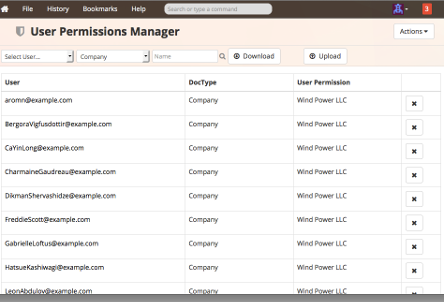 File History Bookmarks Help Search or type a command 3
User Permissions Manager Actions
Select User... Company Name Download Upload
User DocType User Permission
aromn@example.com Company Wind Power LLC
BergoraVigfusdottir@example.com Company Wind Power LLC
CaYinLong@example.com Company Wind Power LLC
CharmaineGaudreau@example.com Company Wind Power LLC
DikmanShervashidze@example.com Company Wind Power LLC
FreddieScott@example.com Company Wind Power LLC
GabrielleLoftus@example.com Company Wind Power LLC
HatsueKashiwagi@example.com Company Wind Power LLC
LeonAbdulov@example.com Company Wind Power LLC